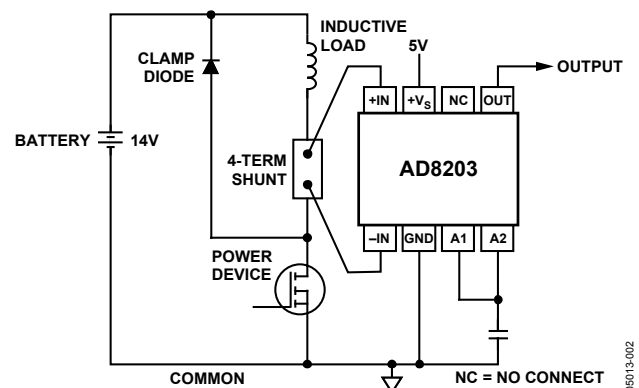 INDUCTIVE
LOAD
5V
OUTPUT
CLAMP
DIODE
+IN
+VS
NC
OUT
BATTERY
14V
4-TERM
SHUNT
AD8203
–IN
GND
A1
A2
POWER
DEVICE
COMMON
NC = NO CONNECT
05013-002